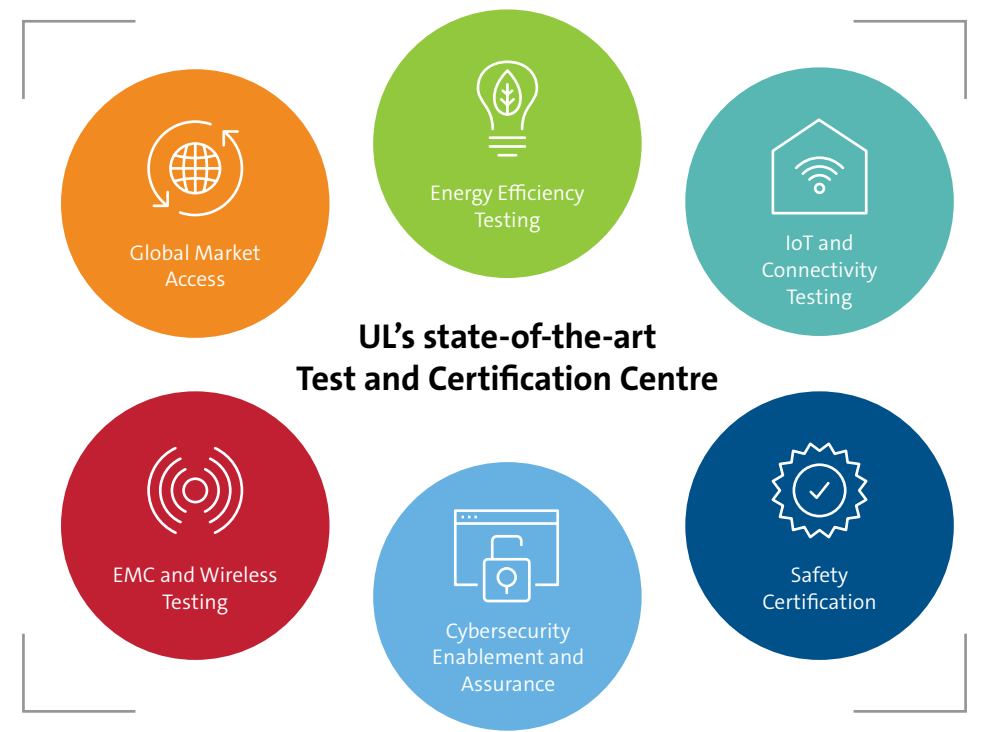 Energy Efficiency
Testing
Global Market
Access
IoT and
Connectivity
Testing
UL’s state-of-the-art
Test and Certification Centre
EMC and Wireless
Testing
Cybersecurity
Enablement and
Assurance
Safety
Certification